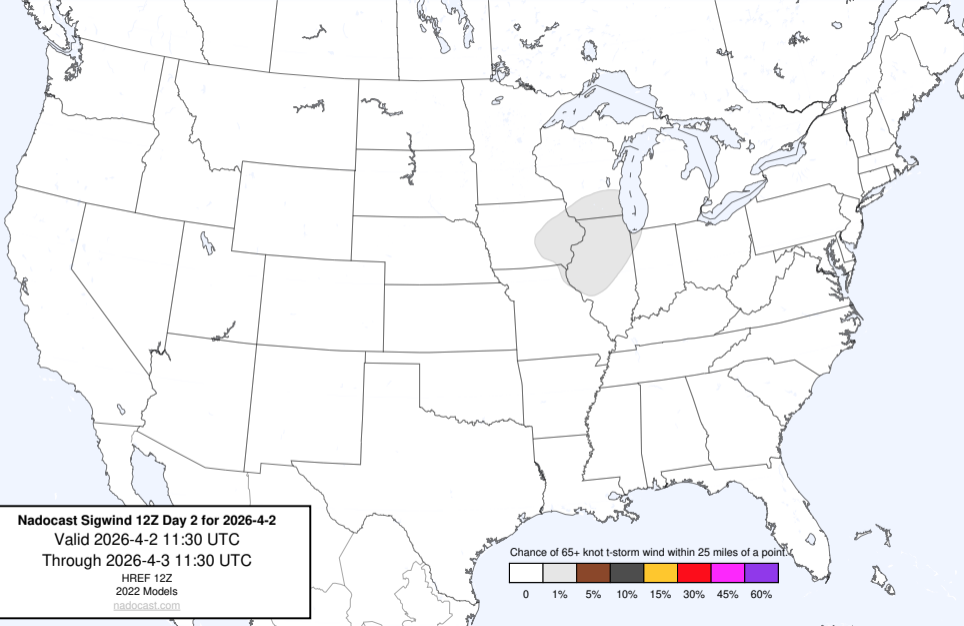 Nadocast Sigwind 12Z Day 2 for 2026-4-2
Valid 2026-4-2 11:30 UTC
Through 2026-4-3 11:30 UTC
HREF 12Z
2022 Models
nadocast.com
Chance of 65+ knot t-storm wind within 25 miles of a point.
0 1% 5% 10% 15% 30% 45% 60%